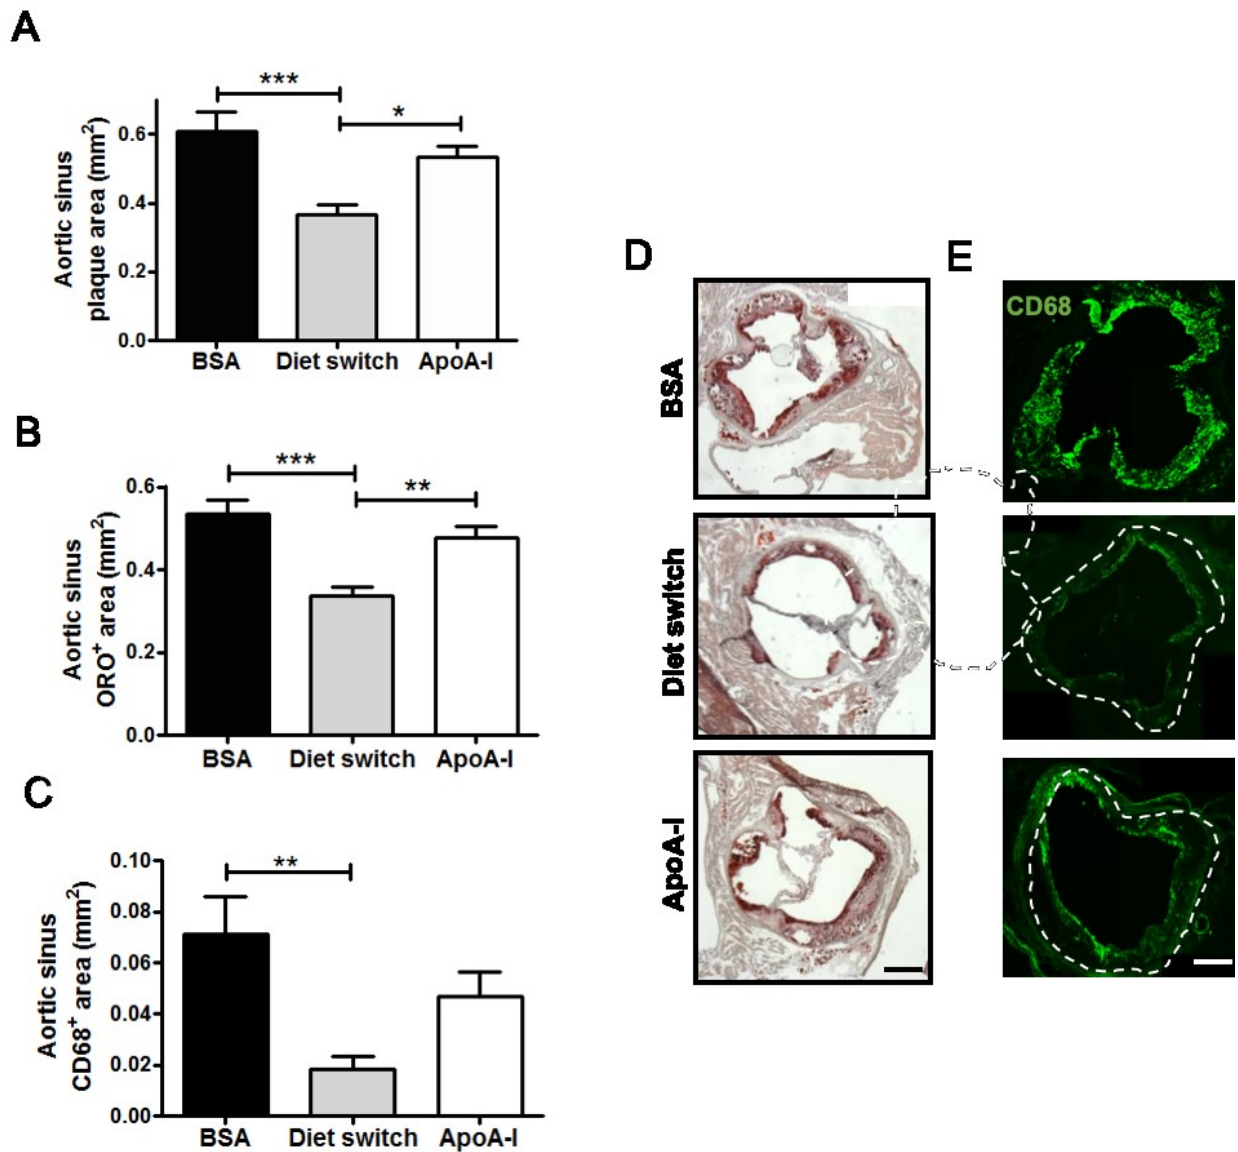 A
***
*
Aortic sinus
plaque area (mm²)
0.6
0.4
0.2
0.0
BSA
Diet switch
ApoA-I
B
***
**
Aortic sinus
ORO⁺ area (mm²)
0.6
0.4
0.2
0.0
BSA
Diet switch
ApoA-I
C
**
Aortic sinus
CD68⁺ area (mm²)
0.10
0.08
0.06
0.04
0.02
0.00
BSA
Diet switch
ApoA-I
D
BSA
Diet switch
ApoA-I
E
CD68